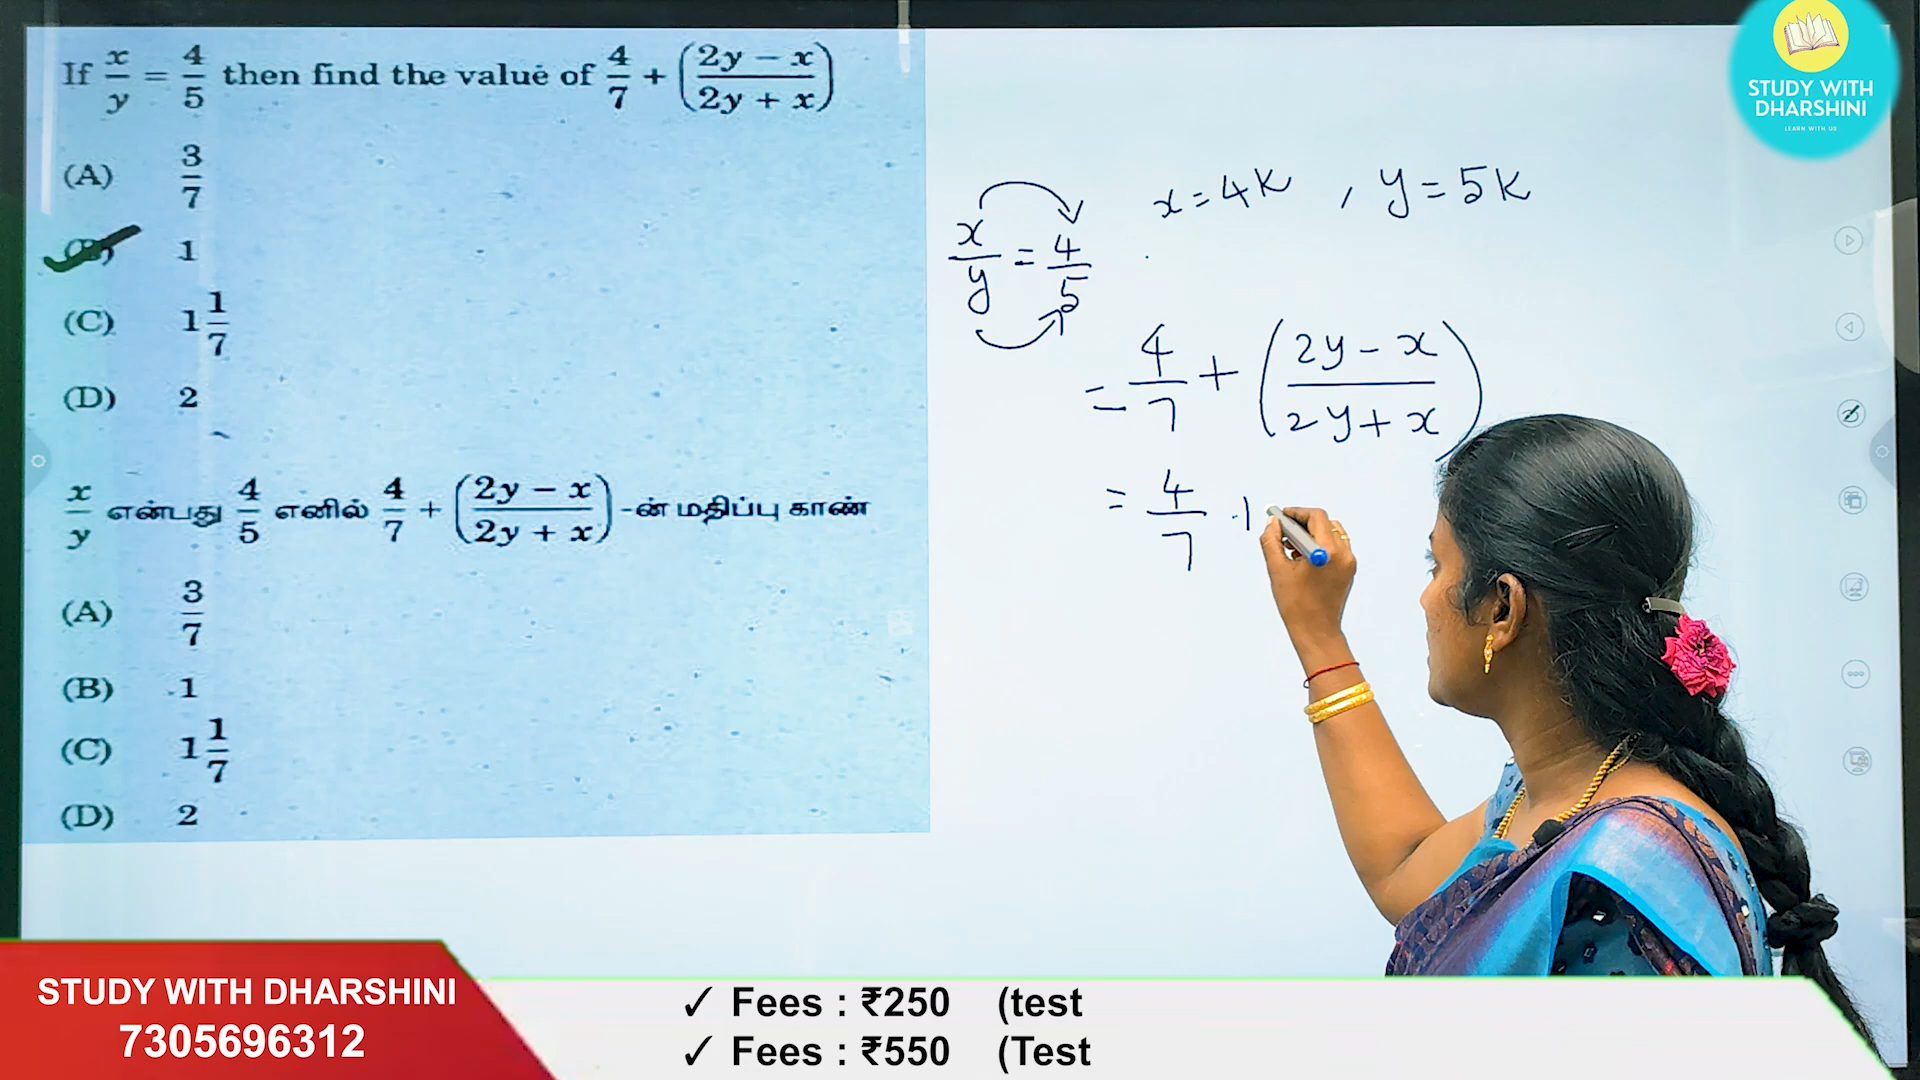 If x/y = 4/5 then find the value of 4/7 + ((2y − x)/(2y + x))
(A) 3/7
(B) 1
(C) 1 1/7
(D) 2
x/y என்பது 4/5 எனில் 4/7 + ((2y − x)/(2y + x)) -ன் மதிப்பு காண்
(A) 3/7
(B) 1
(C) 1 1/7
(D) 2
x/y = 4/5
x = 4k , y = 5k
= 4/7 + ((2y − x)/(2y + x))
= 4/7
STUDY WITH
DHARSHINI
LEARN WITH US
STUDY WITH DHARSHINI
7305696312
✓ Fees : ₹250 (test
✓ Fees : ₹550 (Test